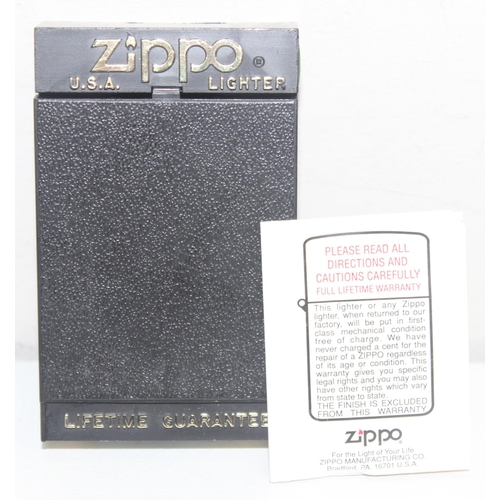 zippo ®
U.S.A. LIGHTER
LIFETIME GUARANTEE
PLEASE READ ALL
DIRECTIONS AND
CAUTIONS CAREFULLY
FULL LIFETIME WARRANTY
This lighter or any Zippo
lighter, when returned to our
factory, will be put in first-
class mechanical condition
free of charge. We have
never charged a cent for the
repair of a ZIPPO regardless
of its age or condition. This
warranty gives you specific
legal rights and you may also
have other rights which vary
from state to state.
THE FINISH IS EXCLUDED
FROM THIS WARRANTY
zippo
For the Light of Your Life
ZIPPO MANUFACTURING CO.
Bradford, PA. 16701 U.S.A.